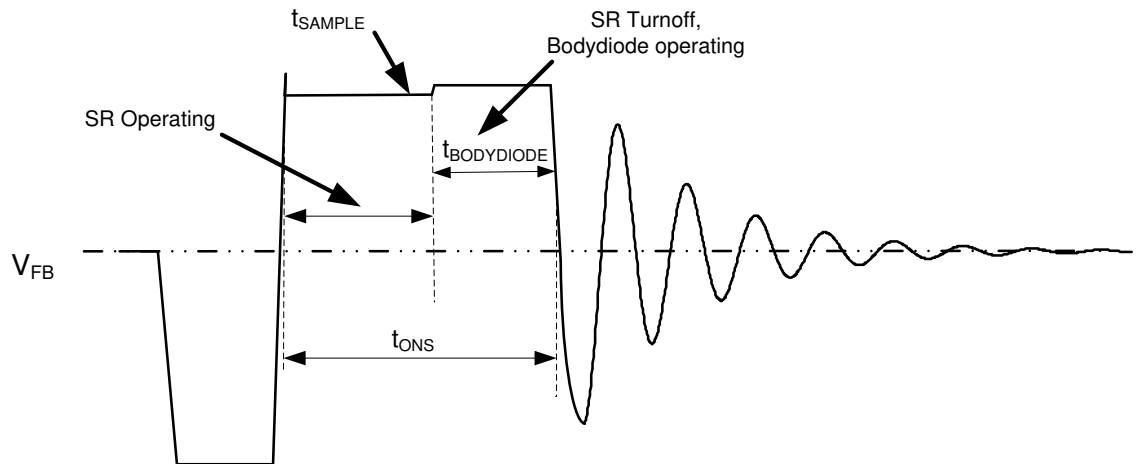 tSAMPLE
SR Turnoff,
Bodydiode operating
SR Operating
tBODYDIODE
VFB
tONS